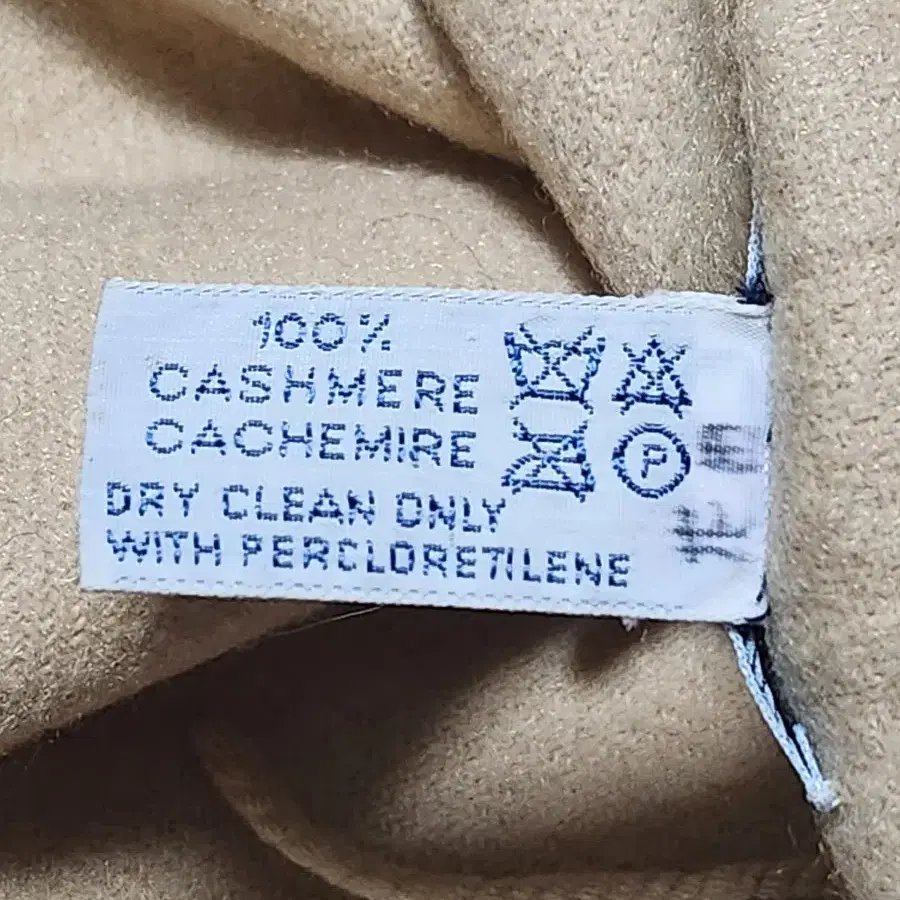 100%
CASHMERE
CACHEMIRE
P
DRY CLEAN ONLY
WITH PERCLORETILENE